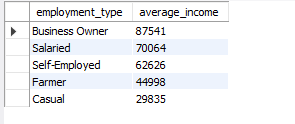 employment_type average_income
Business Owner 87541
Salaried 70064
Self-Employed 62626
Farmer 44998
Casual 29835